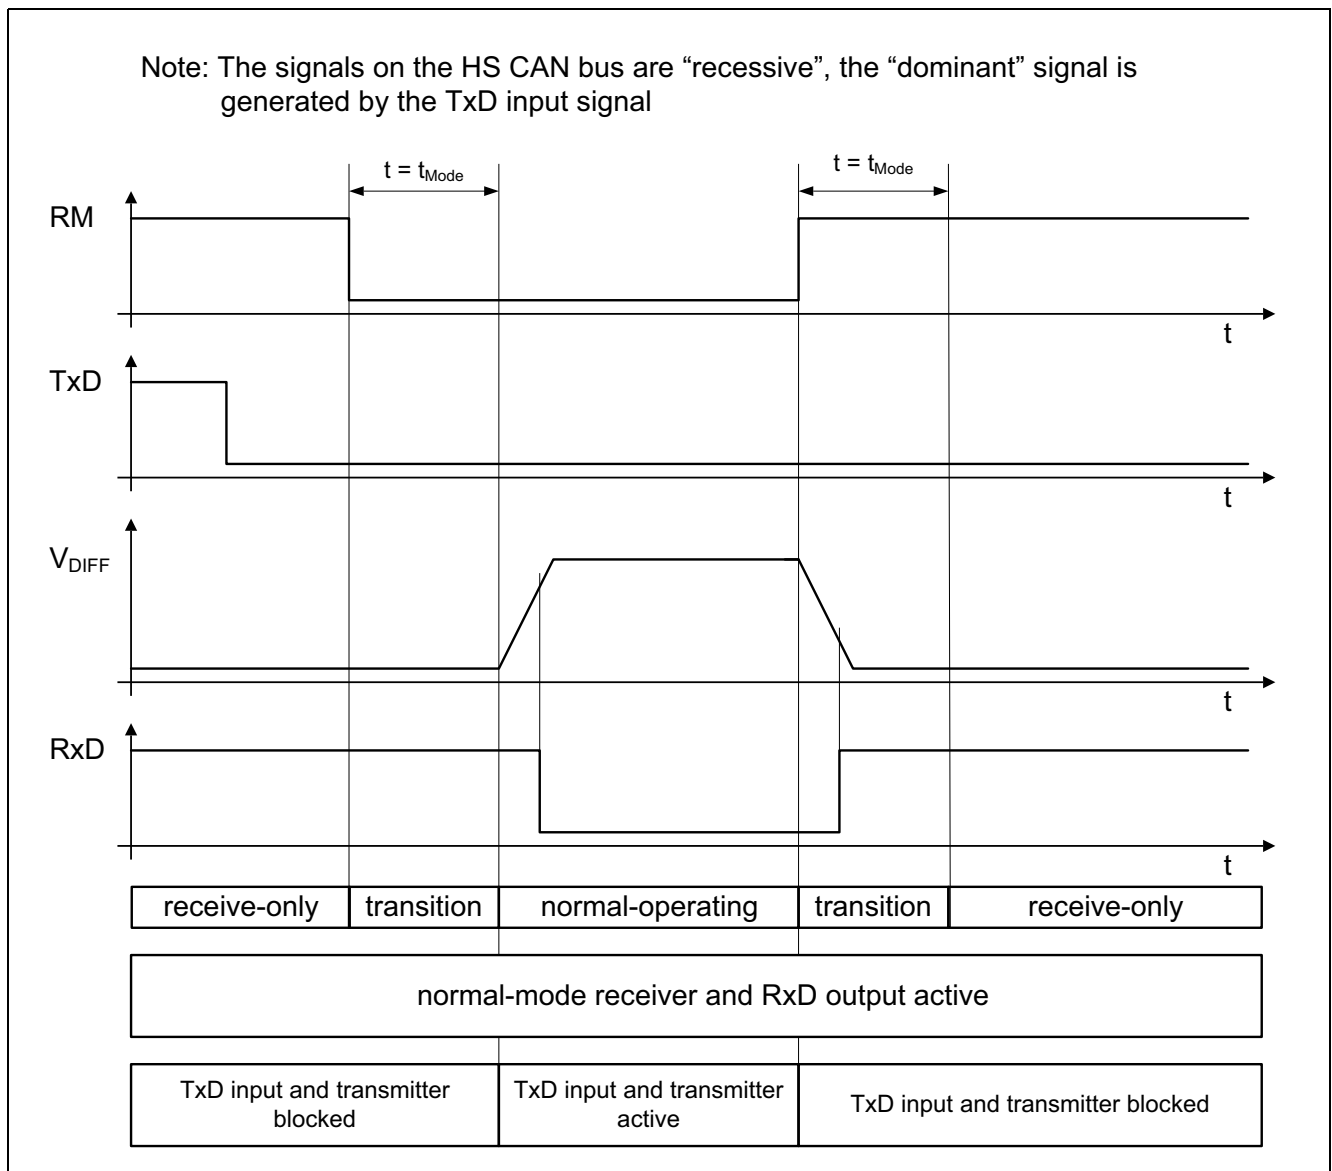 Note: The signals on the HS CAN bus are “recessive”, the “dominant” signal is
generated by the TxD input signal
t = tMode
t = tMode
RM
t
TxD
t
VDIFF
t
RxD
t
receive-only transition normal-operating transition receive-only
normal-mode receiver and RxD output active
TxD input and transmitter
blocked
TxD input and transmitter
active
TxD input and transmitter blocked